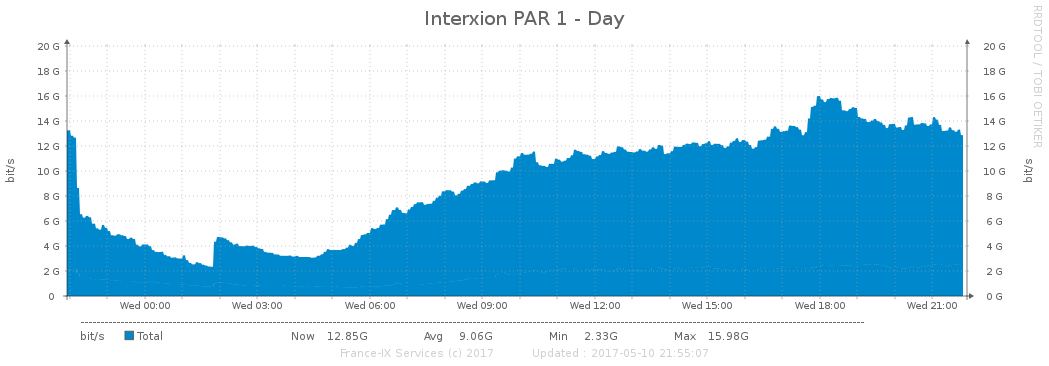 Interxion PAR 1 - Day
RRDTOOL / TOBI OETIKER
20 G 20 G
18 G 18 G
16 G 16 G
14 G 14 G
12 G 12 G
10 G 10 G
8 G 8 G
6 G 6 G
4 G 4 G
2 G 2 G
0 0 G
bit/s
bit/s
Wed 00:00 Wed 03:00 Wed 06:00 Wed 09:00 Wed 12:00 Wed 15:00 Wed 18:00 Wed 21:00
bit/s Total Now 12.85G Avg 9.06G Min 2.33G Max 15.98G
France-IX Services (c) 2017 Updated : 2017-05-10 21:55:07